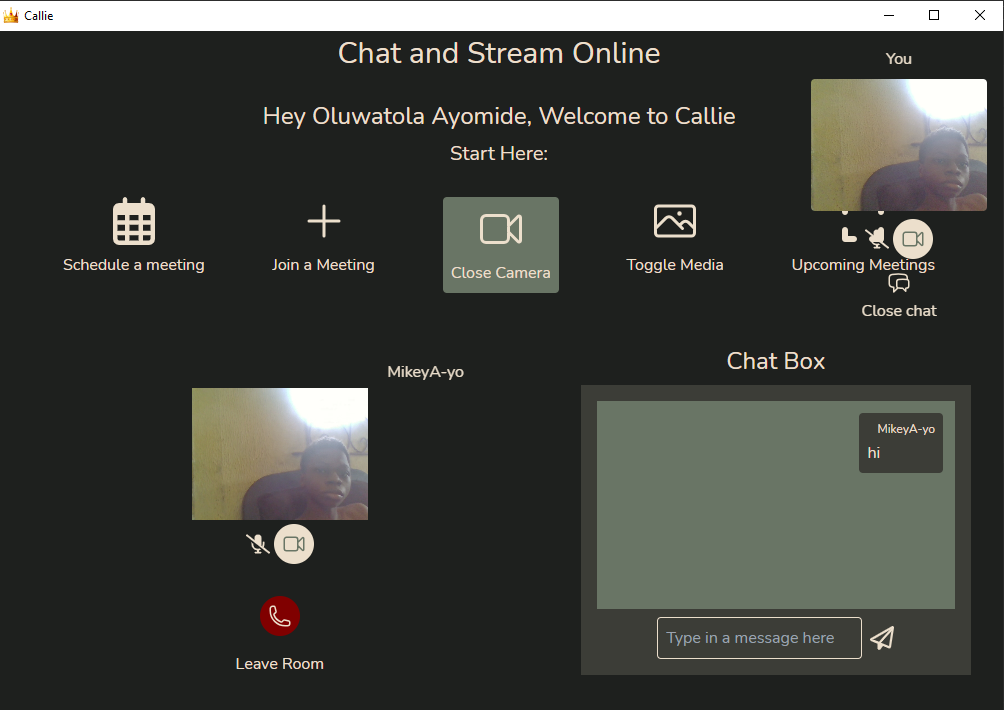 Callie
Chat and Stream Online
You
Hey Oluwatola Ayomide, Welcome to Callie
Start Here:
Schedule a meeting
Join a Meeting
Close Camera
Toggle Media
Upcoming Meetings
Close chat
MikeyA-yo
Chat Box
MikeyA-yo
hi
Type in a message here
Leave Room